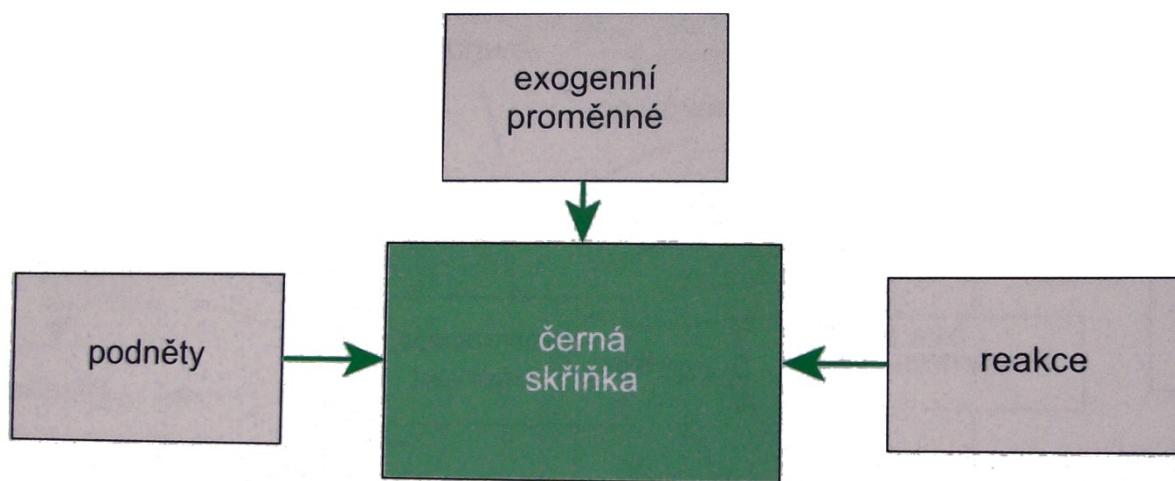 exogenní
proměnné
podněty
černá
skříňka
reakce